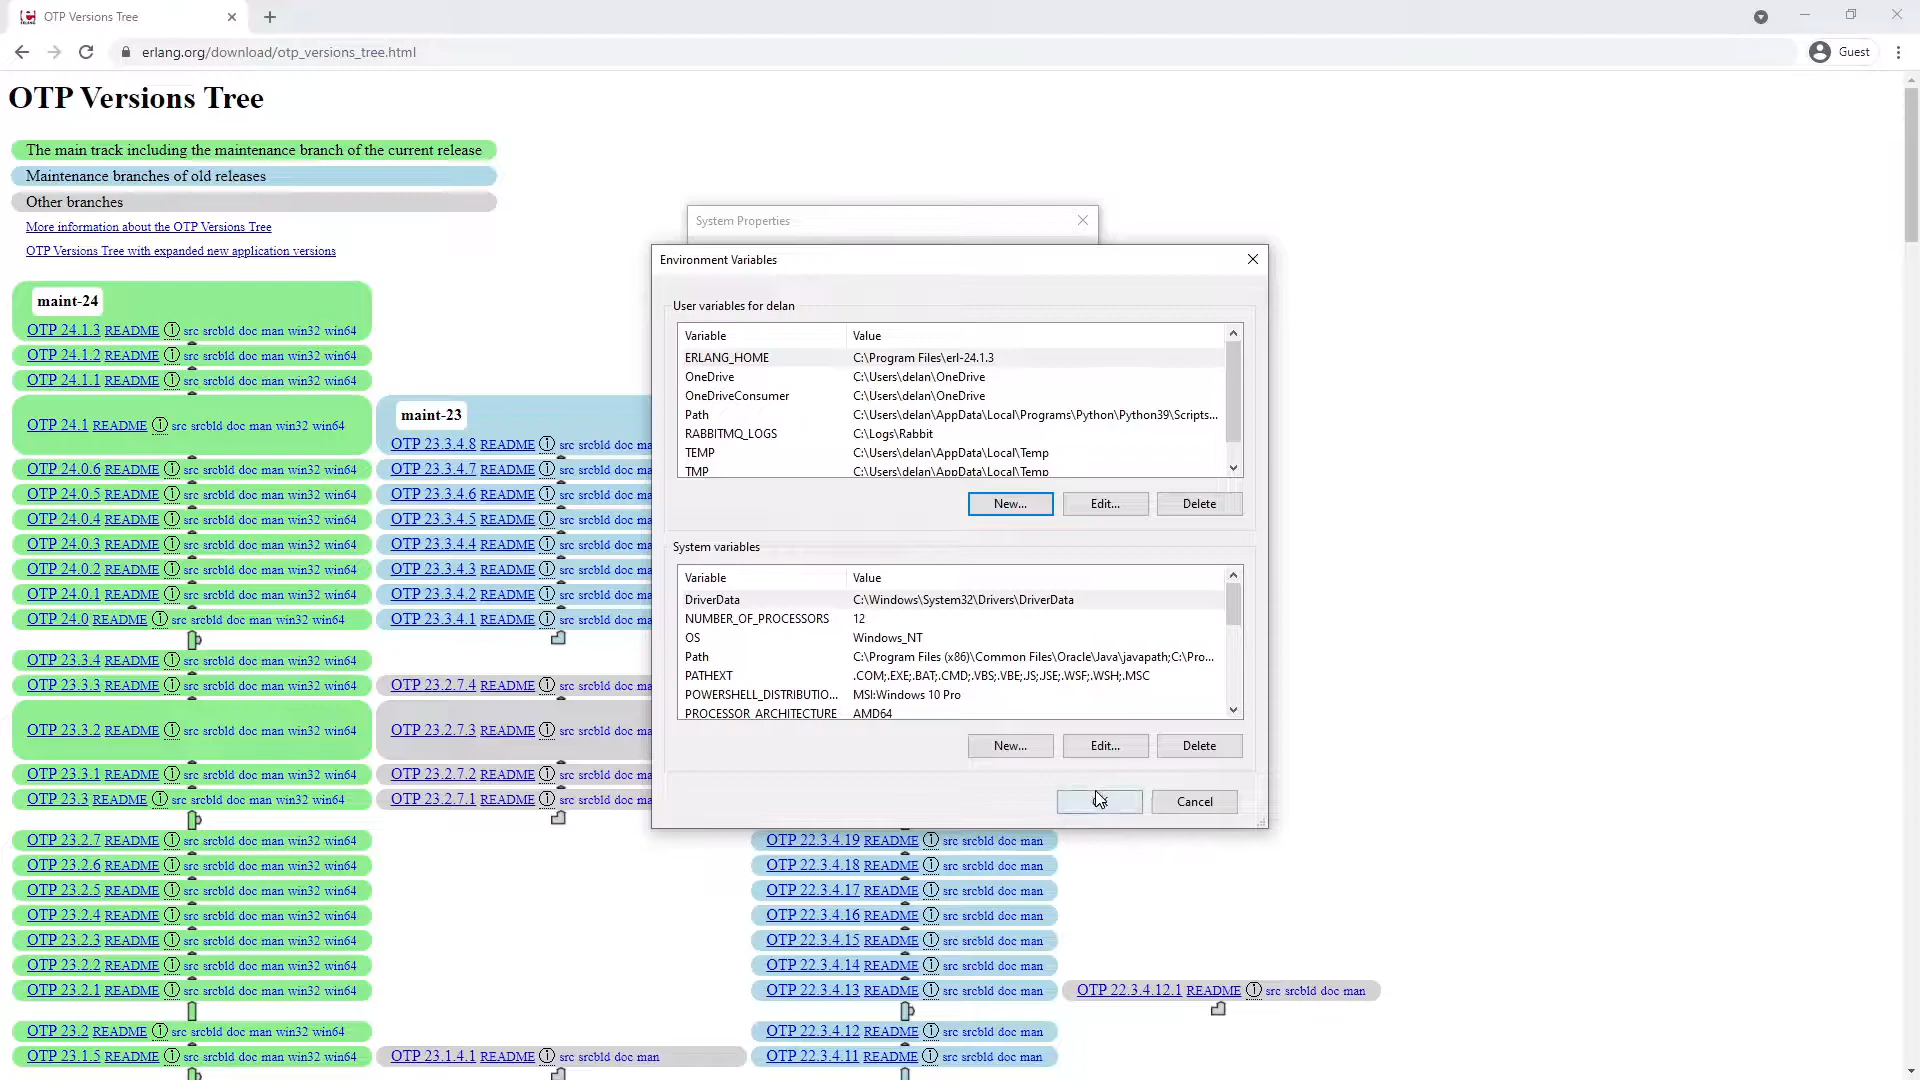 OTP Versions Tree
erlang.org/download/otp_versions_tree.html
Guest
OTP Versions Tree
The main track including the maintenance branch of the current release
Maintenance branches of old releases
Other branches
More information about the OTP Versions Tree
OTP Versions Tree with expanded new application versions
maint-24
OTP 24.1.3 README ⓘ src srcbld doc man win32 win64
OTP 24.1.2 README ⓘ src srcbld doc man win32 win64
OTP 24.1.1 README ⓘ src srcbld doc man win32 win64
OTP 24.1 README ⓘ src srcbld doc man win32 win64
OTP 24.0.6 README ⓘ src srcbld doc man win32 win64
OTP 24.0.5 README ⓘ src srcbld doc man win32 win64
OTP 24.0.4 README ⓘ src srcbld doc man win32 win64
OTP 24.0.3 README ⓘ src srcbld doc man win32 win64
OTP 24.0.2 README ⓘ src srcbld doc man win32 win64
OTP 24.0.1 README ⓘ src srcbld doc man win32 win64
OTP 24.0 README ⓘ src srcbld doc man win32 win64
OTP 23.3.4 README ⓘ src srcbld doc man win32 win64
OTP 23.3.3 README ⓘ src srcbld doc man win32 win64
OTP 23.3.2 README ⓘ src srcbld doc man win32 win64
OTP 23.3.1 README ⓘ src srcbld doc man win32 win64
OTP 23.3 README ⓘ src srcbld doc man win32 win64
OTP 23.2.7 README ⓘ src srcbld doc man win32 win64
OTP 23.2.6 README ⓘ src srcbld doc man win32 win64
OTP 23.2.5 README ⓘ src srcbld doc man win32 win64
OTP 23.2.4 README ⓘ src srcbld doc man win32 win64
OTP 23.2.3 README ⓘ src srcbld doc man win32 win64
OTP 23.2.2 README ⓘ src srcbld doc man win32 win64
OTP 23.2.1 README ⓘ src srcbld doc man win32 win64
OTP 23.2 README ⓘ src srcbld doc man win32 win64
OTP 23.1.5 README ⓘ src srcbld doc man win32 win64
maint-23
OTP 23.3.4.8 README ⓘ src srcbld doc ma
OTP 23.3.4.7 README ⓘ src srcbld doc ma
OTP 23.3.4.6 README ⓘ src srcbld doc ma
OTP 23.3.4.5 README ⓘ src srcbld doc ma
OTP 23.3.4.4 README ⓘ src srcbld doc ma
OTP 23.3.4.3 README ⓘ src srcbld doc ma
OTP 23.3.4.2 README ⓘ src srcbld doc ma
OTP 23.3.4.1 README ⓘ src srcbld doc ma
OTP 23.2.7.4 README ⓘ src srcbld doc ma
OTP 23.2.7.3 README ⓘ src srcbld doc ma
OTP 23.2.7.2 README ⓘ src srcbld doc ma
OTP 23.2.7.1 README ⓘ src srcbld doc ma
OTP 23.1.4.1 README ⓘ src srcbld doc man
OTP 22.3.4.19 README ⓘ src srcbld doc man
OTP 22.3.4.18 README ⓘ src srcbld doc man
OTP 22.3.4.17 README ⓘ src srcbld doc man
OTP 22.3.4.16 README ⓘ src srcbld doc man
OTP 22.3.4.15 README ⓘ src srcbld doc man
OTP 22.3.4.14 README ⓘ src srcbld doc man
OTP 22.3.4.13 README ⓘ src srcbld doc man
OTP 22.3.4.12 README ⓘ src srcbld doc man
OTP 22.3.4.11 README ⓘ src srcbld doc man
OTP 22.3.4.12.1 README ⓘ src srcbld doc man
System Properties
Environment Variables
User variables for delan
Variable Value
ERLANG_HOME C:\Program Files\erl-24.1.3
OneDrive C:\Users\delan\OneDrive
OneDriveConsumer C:\Users\delan\OneDrive
Path C:\Users\delan\AppData\Local\Programs\Python\Python39\Scripts...
RABBITMQ_LOGS C:\Logs\Rabbit
TEMP C:\Users\delan\AppData\Local\Temp
TMP C:\Users\delan\AppData\Local\Temp
New... Edit... Delete
System variables
Variable Value
DriverData C:\Windows\System32\Drivers\DriverData
NUMBER_OF_PROCESSORS 12
OS Windows_NT
Path C:\Program Files (x86)\Common Files\Oracle\Java\javapath;C:\Pro...
PATHEXT .COM;.EXE;.BAT;.CMD;.VBS;.VBE;.JS;.JSE;.WSF;.WSH;.MSC
POWERSHELL_DISTRIBUTIO... MSI:Windows 10 Pro
PROCESSOR_ARCHITECTURE AMD64
New... Edit... Delete
Cancel